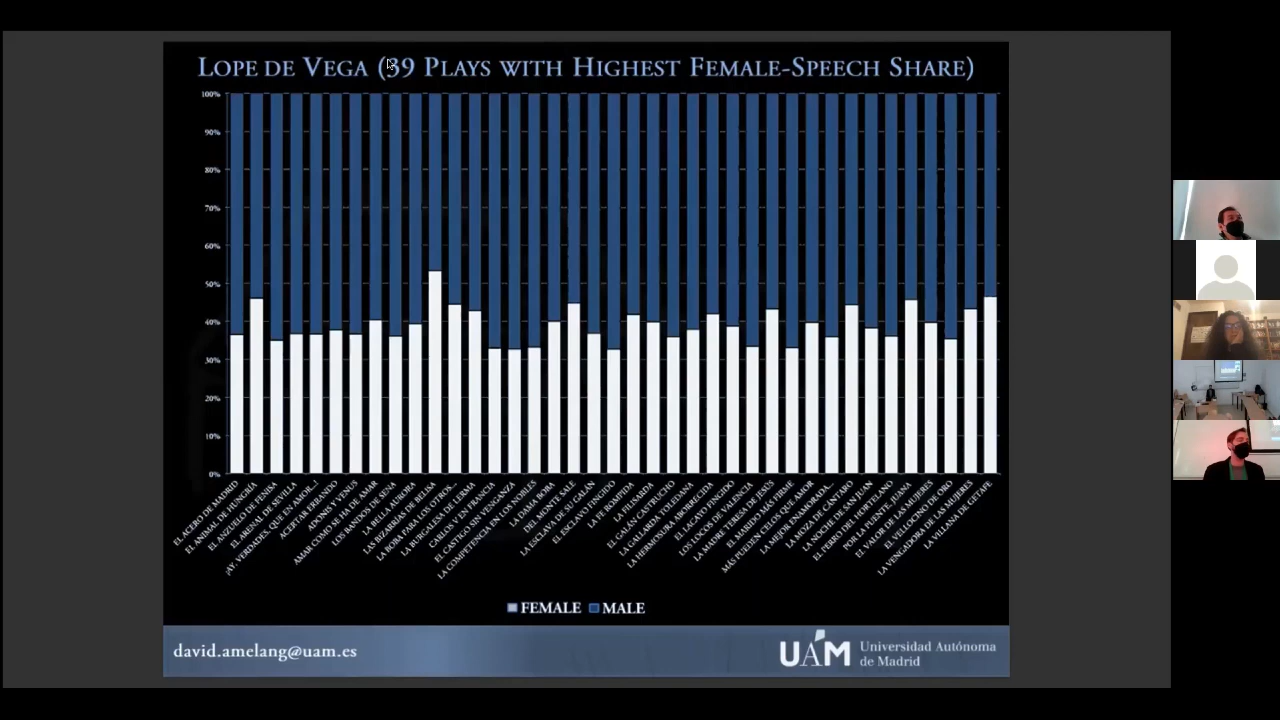 LOPE DE VEGA (39 PLAYS WITH HIGHEST FEMALE-SPEECH SHARE)
100%
90%
80%
70%
60%
50%
40%
30%
20%
10%
0%
EL ACERO DE MADRID
EL ANIBAL DE HUNGRÍA
EL ANZUELO DE FENISA
EL ARENAL DE SEVILLA
¡AY, VERDADES, QUE EN AMOR...!
ACERTAR ERRANDO
ADONIS Y VENUS
AMAR COMO SE HA DE AMAR
LOS BANDOS DE SENA
LA BELLA AURORA
LAS BIZARRÍAS DE BELISA
LA BOBA PARA LOS OTROS...
LA BURGALESA DE LERMA
CARLOS V EN FRANCIA
EL CASTIGO SIN VENGANZA
LA COMPETENCIA EN LOS NOBLES
LA DAMA BOBA
DEL MONTE SALE
LA ESCLAVA DE SU GALÁN
EL ESCLAVO FINGIDO
LA FE ROMPIDA
LA FILISARDA
EL GALÁN CASTRUCHO
LA GALLARDA TOLEDANA
LA HERMOSURA ABORRECIDA
EL LACAYO FINGIDO
LOS LOCOS DE VALENCIA
LA MADRE TERESA DE JESÚS
EL MARIDO MÁS FIRME
MÁS PUEDEN CELOS QUE AMOR
LA MEJOR ENAMORADA...
LA MOZA DE CÁNTARO
LA NOCHE DE SAN JUAN
EL PERRO DEL HORTELANO
POR LA PUENTE, JUANA
EL VALOR DE LAS MUJERES
EL VELLOCINO DE ORO
LA VENGADORA DE LAS MUJERES
LA VILLANA DE GETAFE
FEMALE MALE
david.amelang@uam.es
UAM Universidad Autónoma
de Madrid